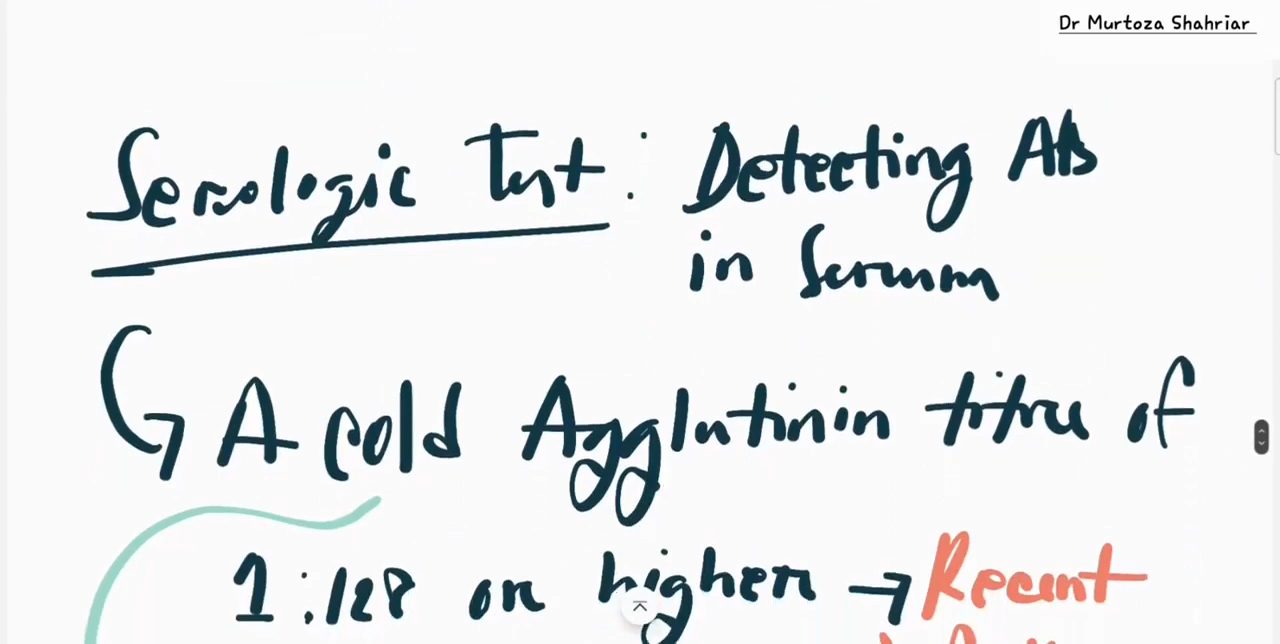 Dr Murtoza Shahriar
Serologic Test : Detecting Abs
in Serum
A cold Agglutinin titre of
1:128 or higher → Recent